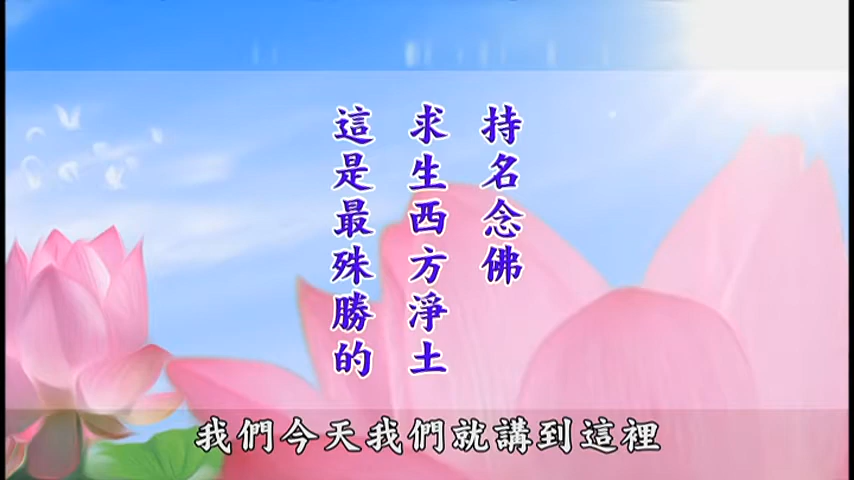 持名念佛
求生西方淨土
這是最殊勝的
我們今天我們就講到這裡